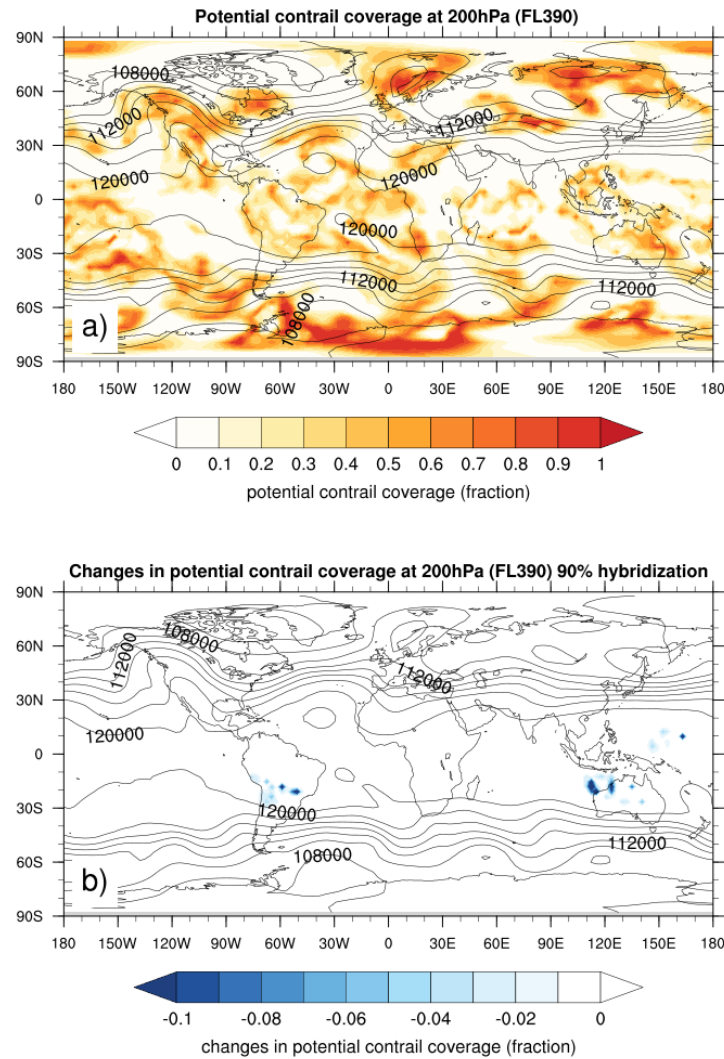 Potential contrail coverage at 200hPa (FL390)
90N
108000
60N
112000
112000
30N
120000
120000
0
120000
30S
112000
112000
60S
108000
a)
90S
180 150W 120W 90W 60W 30W 0 30E 60E 90E 120E 150E 180
0 0.1 0.2 0.3 0.4 0.5 0.6 0.7 0.8 0.9 1
potential contrail coverage (fraction)
Changes in potential contrail coverage at 200hPa (FL390) 90% hybridization
90N
108000
60N
112000
112000
30N
120000
0
30S
120000
108000
112000
60S
b)
90S
180 150W 120W 90W 60W 30W 0 30E 60E 90E 120E 150E 180
-0.1 -0.08 -0.06 -0.04 -0.02 0
changes in potential contrail coverage (fraction)